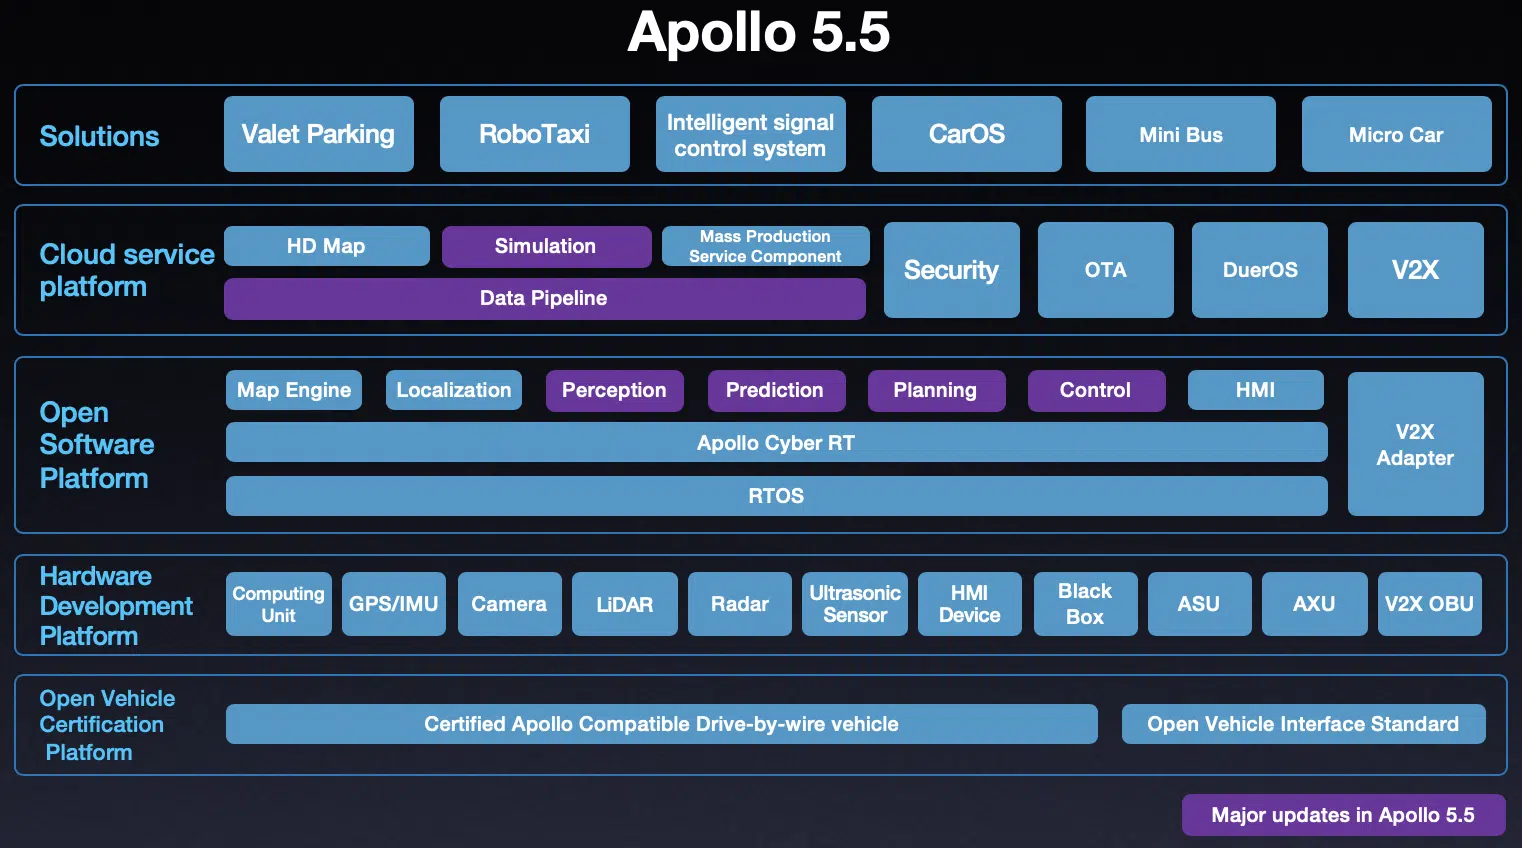 Apollo 5.5
Solutions
Valet Parking
RoboTaxi
Intelligent signal
control system
CarOS
Mini Bus
Micro Car
Cloud service
platform
HD Map
Simulation
Mass Production
Service Component
Data Pipeline
Security
OTA
DuerOS
V2X
Open
Software
Platform
Map Engine
Localization
Perception
Prediction
Planning
Control
HMI
Apollo Cyber RT
RTOS
V2X
Adapter
Hardware
Development
Platform
Computing
Unit
GPS/IMU
Camera
LiDAR
Radar
Ultrasonic
Sensor
HMI
Device
Black
Box
ASU
AXU
V2X OBU
Open Vehicle
Certification
Platform
Certified Apollo Compatible Drive-by-wire vehicle
Open Vehicle Interface Standard
Major updates in Apollo 5.5